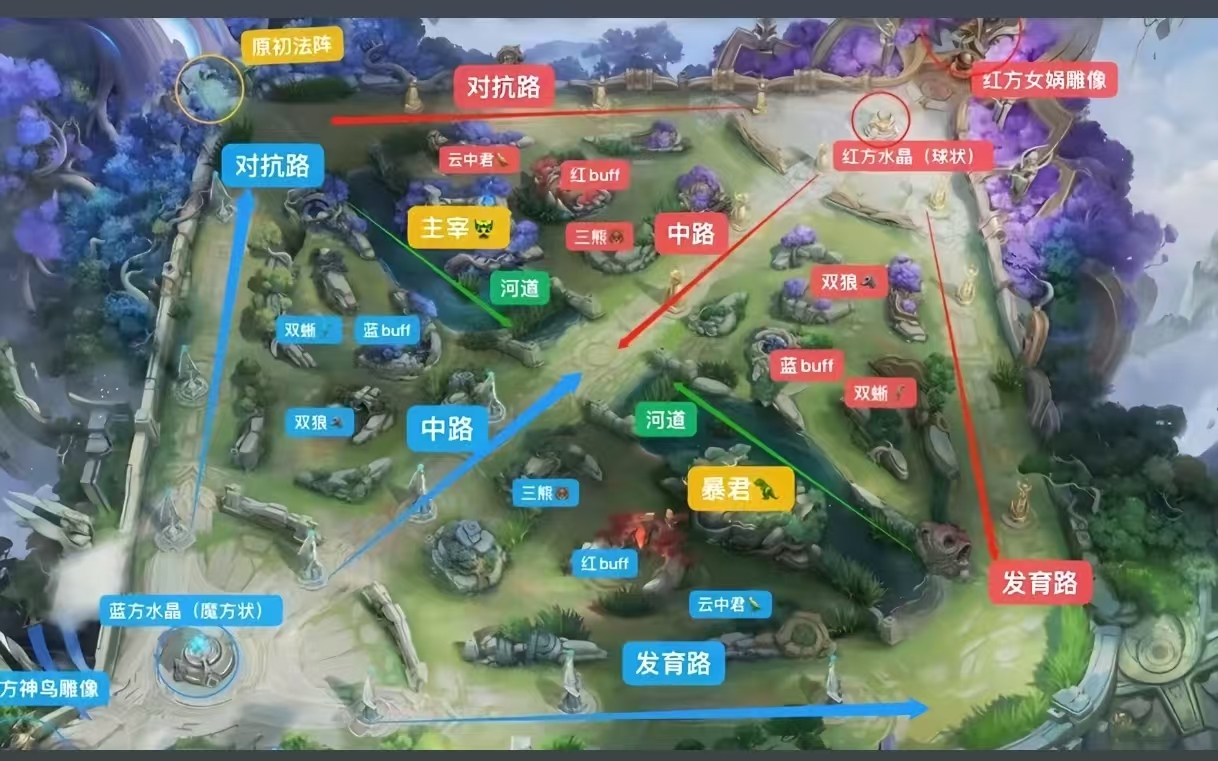 原初法阵
对抗路
红方女娲雕像
对抗路
云中君
红buff
红方水晶（球状）
主宰
三熊
中路
河道
双狼
双蜥
蓝buff
蓝buff
双蜥
双狼
中路
河道
三熊
暴君
红buff
云中君
发育路
蓝方水晶（魔方状）
发育路
方神鸟雕像